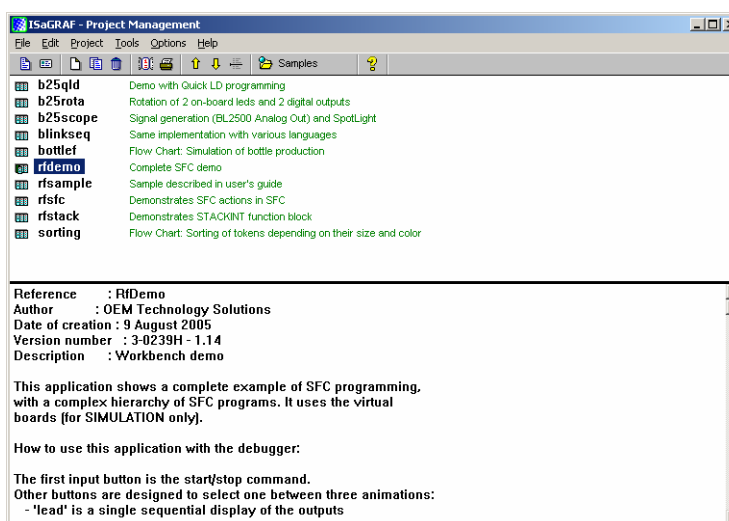 ISaGRAF - Project Management
File Edit Project Tools Options Help
Samples
b25qld Demo with Quick LD programming
b25rota Rotation of 2 on-board leds and 2 digital outputs
b25scope Signal generation (BL2500 Analog Out) and SpotLight
blinkseq Same implementation with various languages
bottlef Flow Chart: Simulation of bottle production
rfdemo Complete SFC demo
rfsample Sample described in user's guide
rfsfc Demonstrates SFC actions in SFC
rfstack Demonstrates STACKINT function block
sorting Flow Chart: Sorting of tokens depending on their size and color
Reference : RfDemo
Author : OEM Technology Solutions
Date of creation : 9 August 2005
Version number : 3-0239H - 1.14
Description : Workbench demo
This application shows a complete example of SFC programming,
with a complex hierarchy of SFC programs. It uses the virtual
boards (for SIMULATION only).
How to use this application with the debugger:
The first input button is the start/stop command.
Other buttons are designed to select one between three animations:
- 'lead' is a single sequential display of the outputs